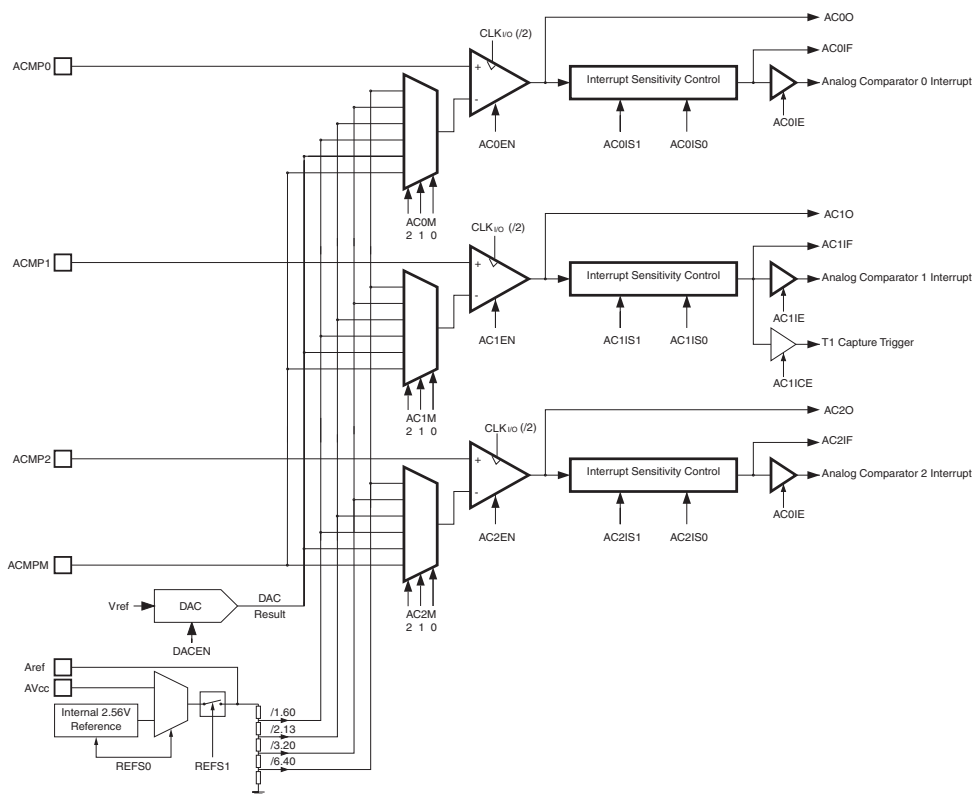 AC0O
CLK I/O (/2)
AC0IF
ACMP0
+
Interrupt Sensitivity Control
Analog Comparator 0 Interrupt
-
AC0IE
AC0EN
AC0IS1
AC0IS0
AC0M
2 1 0
AC1O
CLK I/O (/2)
AC1IF
ACMP1
+
Interrupt Sensitivity Control
Analog Comparator 1 Interrupt
-
AC1IE
AC1EN
AC1IS1
AC1IS0
T1 Capture Trigger
AC1ICE
AC1M
2 1 0
AC2O
CLK I/O (/2)
AC2IF
ACMP2
+
Interrupt Sensitivity Control
Analog Comparator 2 Interrupt
-
AC0IE
AC2EN
AC2IS1
AC2IS0
ACMPM
AC2M
2 1 0
Vref
DAC
DAC
Result
DACEN
Aref
AVcc
Internal 2.56V
Reference
/1.60
/2.13
/3.20
/6.40
REFS0
REFS1